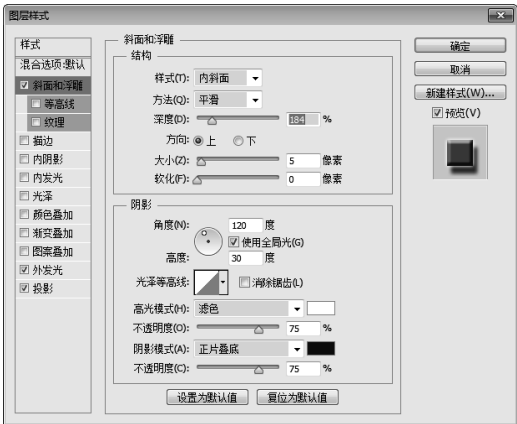 图层样式
样式
混合选项:默认
斜面和浮雕
等高线
纹理
描边
内阴影
内发光
光泽
颜色叠加
渐变叠加
图案叠加
外发光
投影
斜面和浮雕
结构
样式(T): 内斜面
方法(Q): 平滑
深度(D): 184 %
方向: 上 下
大小(Z): 5 像素
软化(F): 0 像素
阴影
角度(N): 120 度
使用全局光(G)
高度: 30 度
光泽等高线: 消除锯齿(L)
高光模式(H): 滤色
不透明度(O): 75 %
阴影模式(A): 正片叠底
不透明度(C): 75 %
设置为默认值 复位为默认值
确定
取消
新建样式(W)...
预览(V)